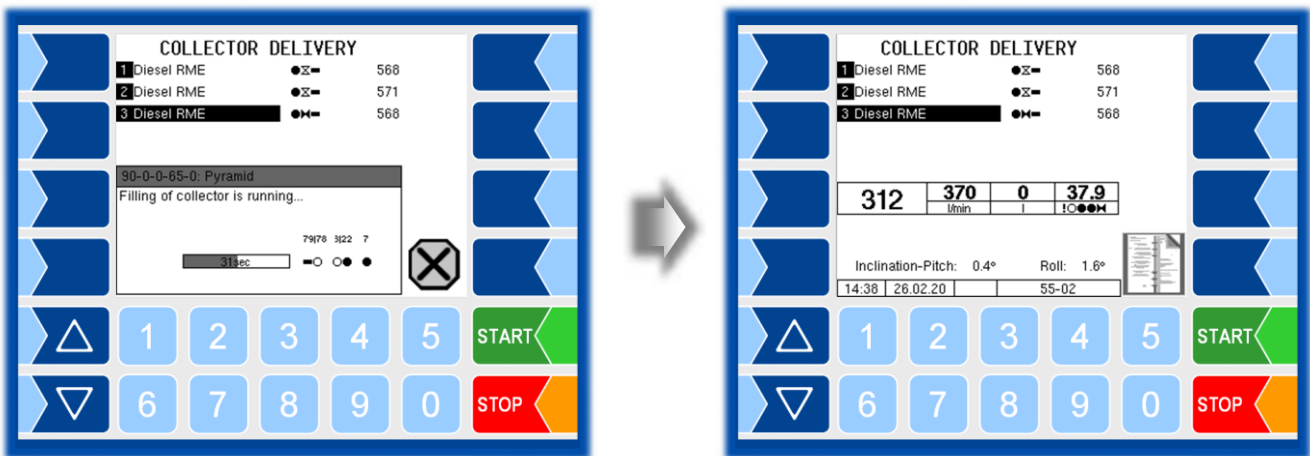 COLLECTOR DELIVERY
1 Diesel RME 568
2 Diesel RME 571
3 Diesel RME 568
90-0-0-65-0: Pyramid
Filling of collector is running...
79|78 3|22 7
31sec
1 2 3 4 5 START
6 7 8 9 0 STOP
COLLECTOR DELIVERY
1 Diesel RME 568
2 Diesel RME 571
3 Diesel RME 568
312 370 0 37.9
l/min l !
Inclination-Pitch: 0.4° Roll: 1.6°
14:38 26.02.20 55-02
1 2 3 4 5 START
6 7 8 9 0 STOP